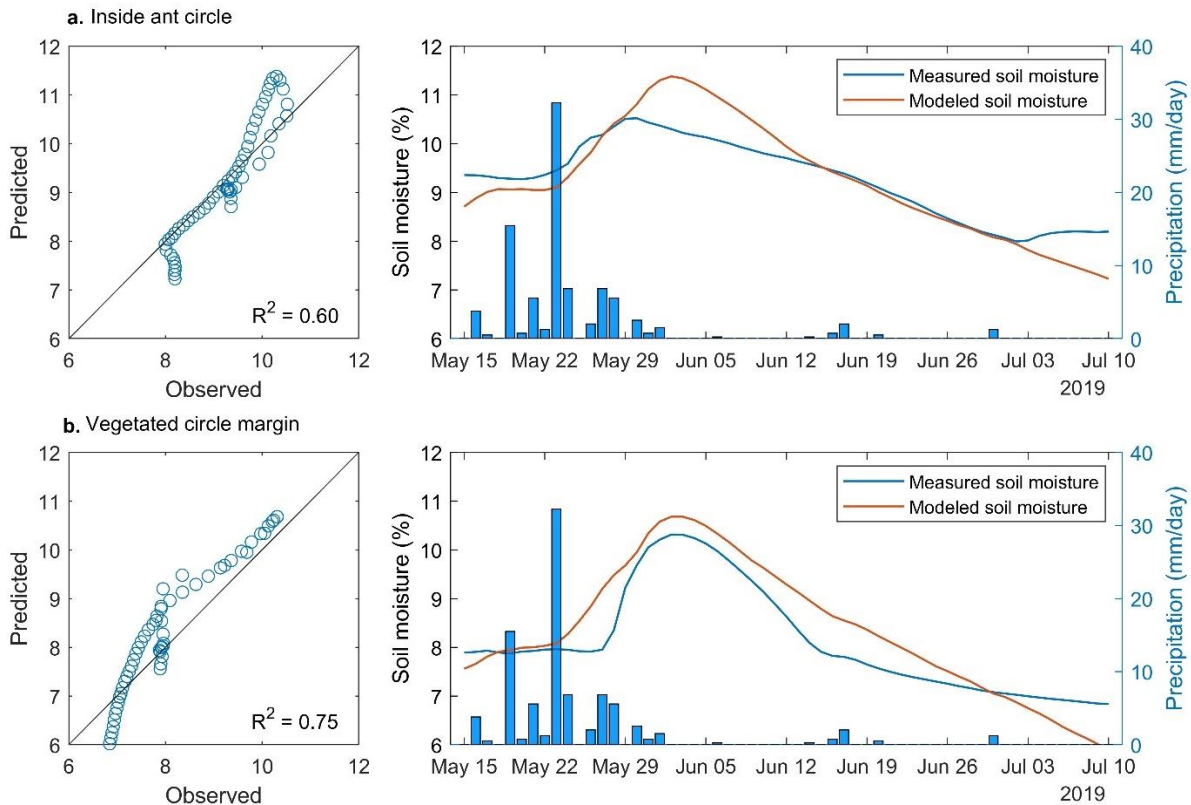 a. Inside ant circle
12
11
10
9
8
7
6
Predicted
R² = 0.60
6 8 10 12
Observed
12
11
10
9
8
7
6
Soil moisture (%)
Measured soil moisture
Modeled soil moisture
40
30
20
10
0
Precipitation (mm/day)
May 15 May 22 May 29 Jun 05 Jun 12 Jun 19 Jun 26 Jul 03 Jul 10
2019
b. Vegetated circle margin
12
11
10
9
8
7
6
Predicted
R² = 0.75
6 8 10 12
Observed
12
11
10
9
8
7
6
Soil moisture (%)
Measured soil moisture
Modeled soil moisture
40
30
20
10
0
Precipitation (mm/day)
May 15 May 22 May 29 Jun 05 Jun 12 Jun 19 Jun 26 Jul 03 Jul 10
2019